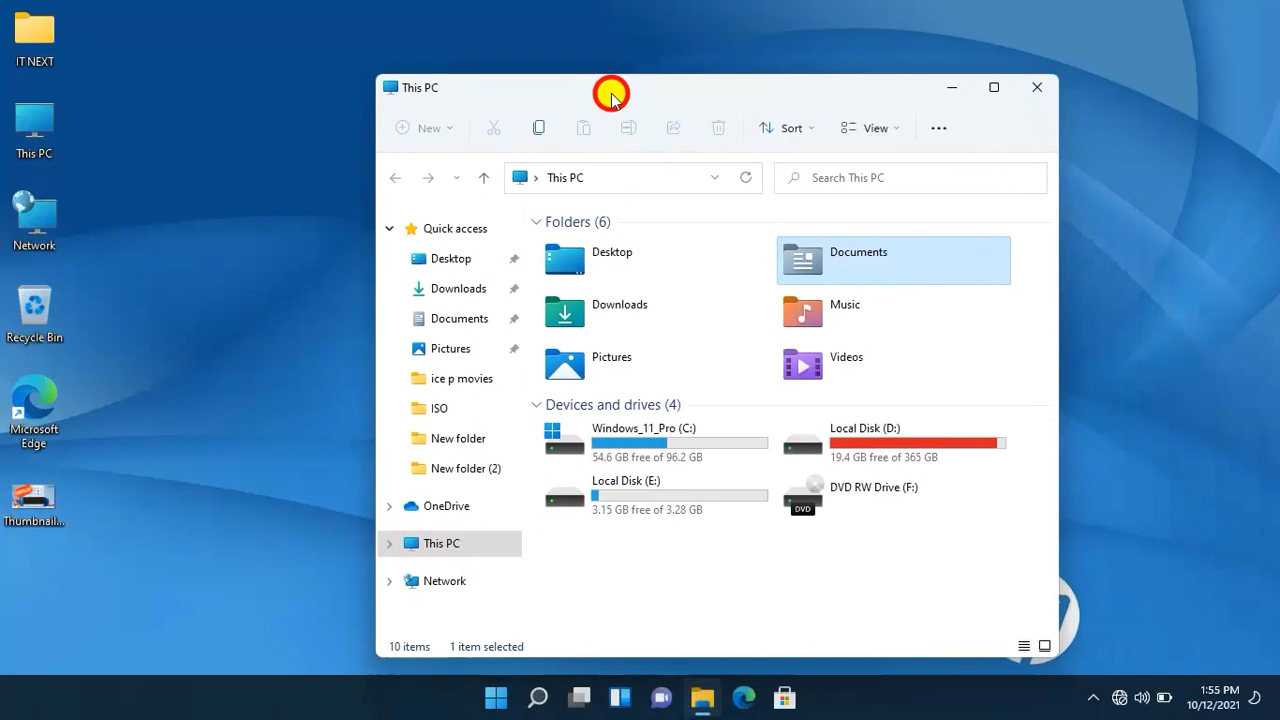 IT NEXT
This PC
Network
Recycle Bin
Microsoft
Edge
Thumbnail...
This PC
New
Sort
View
This PC
Search This PC
Quick access
Desktop
Downloads
Documents
Pictures
ice p movies
ISO
New folder
New folder (2)
OneDrive
This PC
Network
Folders (6)
Desktop
Documents
Downloads
Music
Pictures
Videos
Devices and drives (4)
Windows_11_Pro (C:)
54.6 GB free of 96.2 GB
Local Disk (D:)
19.4 GB free of 365 GB
Local Disk (E:)
3.15 GB free of 3.28 GB
DVD RW Drive (F:)
DVD
10 items
1 item selected
1:55 PM
10/12/2021